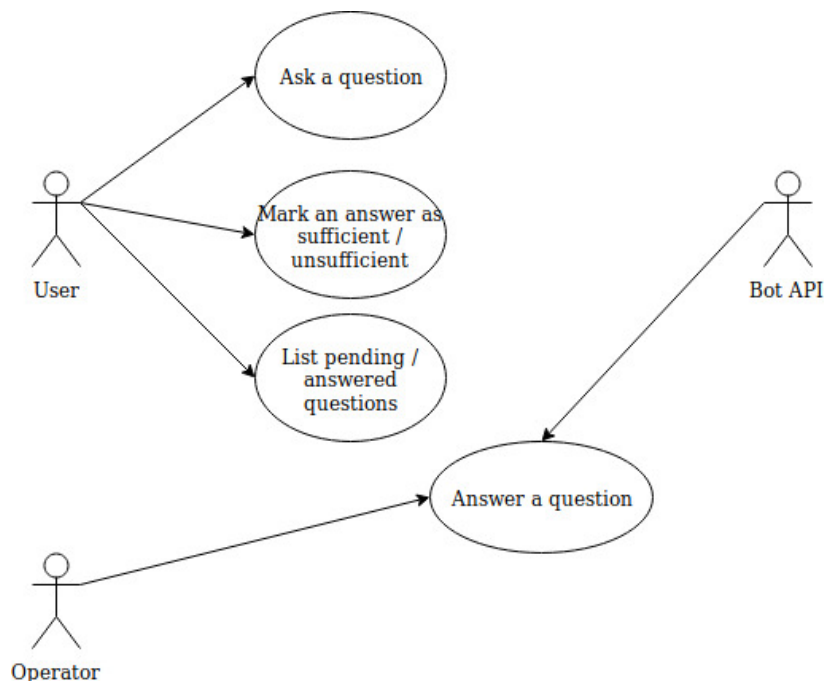 Ask a question
Mark an answer as
sufficient /
unsufficient
User
Bot API
List pending /
answered
questions
Answer a question
Operator